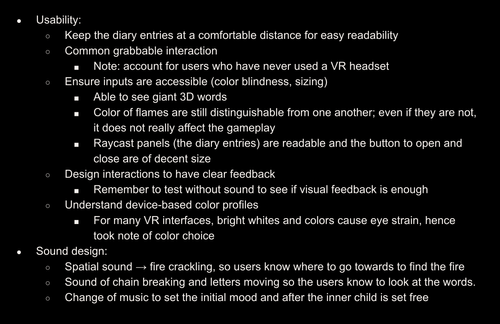 ● Usability:
○ Keep the diary entries at a comfortable distance for easy readability
○ Common grabbable interaction
■ Note: account for users who have never used a VR headset
○ Ensure inputs are accessible (color blindness, sizing)
■ Able to see giant 3D words
■ Color of flames are still distinguishable from one another; even if they are not,
it does not really affect the gameplay
■ Raycast panels (the diary entries) are readable and the button to open and
close are of decent size
○ Design interactions to have clear feedback
■ Remember to test without sound to see if visual feedback is enough
○ Understand device-based color profiles
■ For many VR interfaces, bright whites and colors cause eye strain, hence
took note of color choice
● Sound design:
○ Spatial sound → fire crackling, so users know where to go towards to find the fire
○ Sound of chain breaking and letters moving so the users know to look at the words.
○ Change of music to set the initial mood and after the inner child is set free